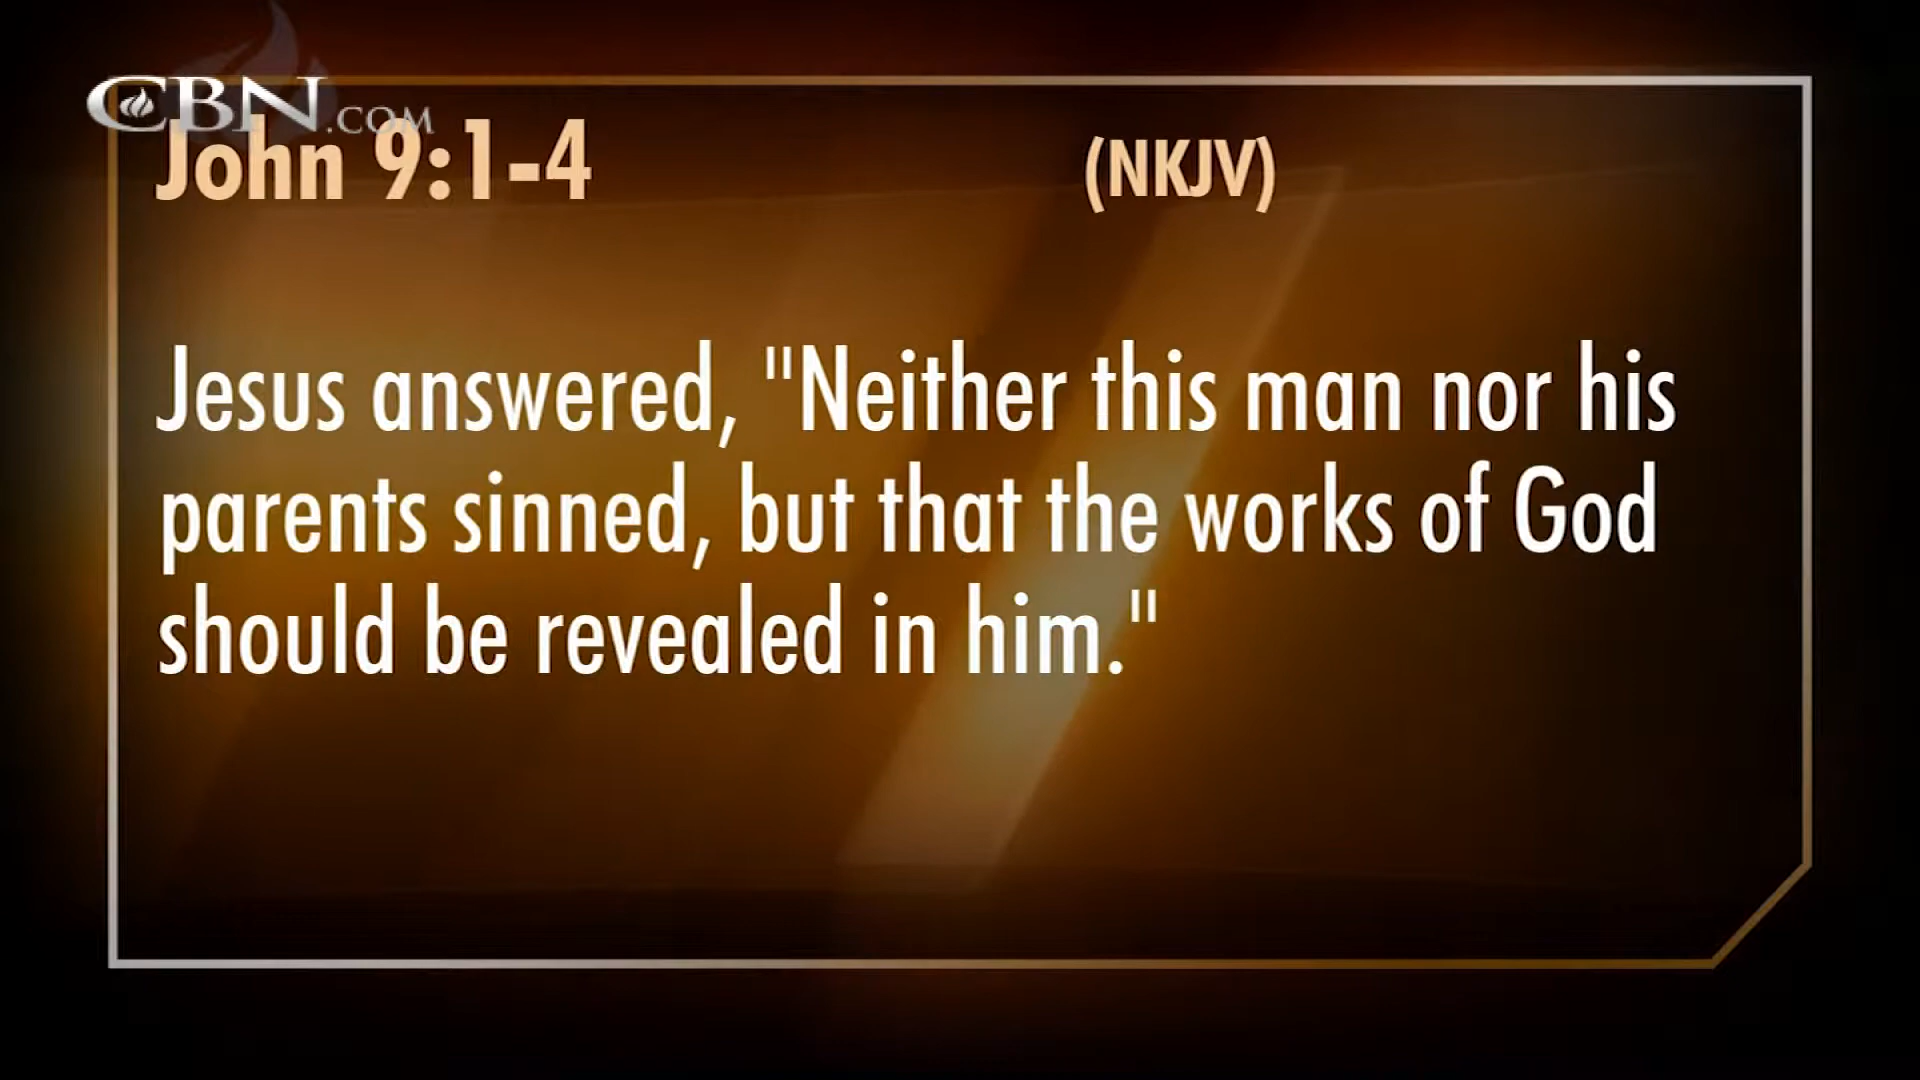 CBN.COM
John 9:1-4 (NKJV)
Jesus answered, "Neither this man nor his
parents sinned, but that the works of God
should be revealed in him."